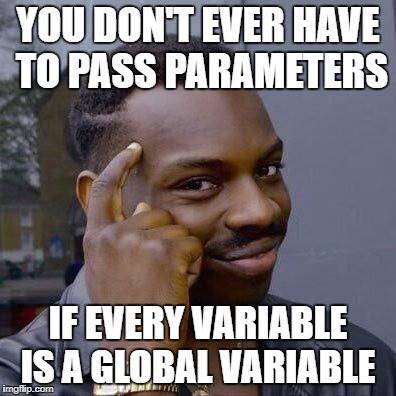 YOU DON'T EVER HAVE
TO PASS PARAMETERS
IF EVERY VARIABLE
IS A GLOBAL VARIABLE
imgflip.com